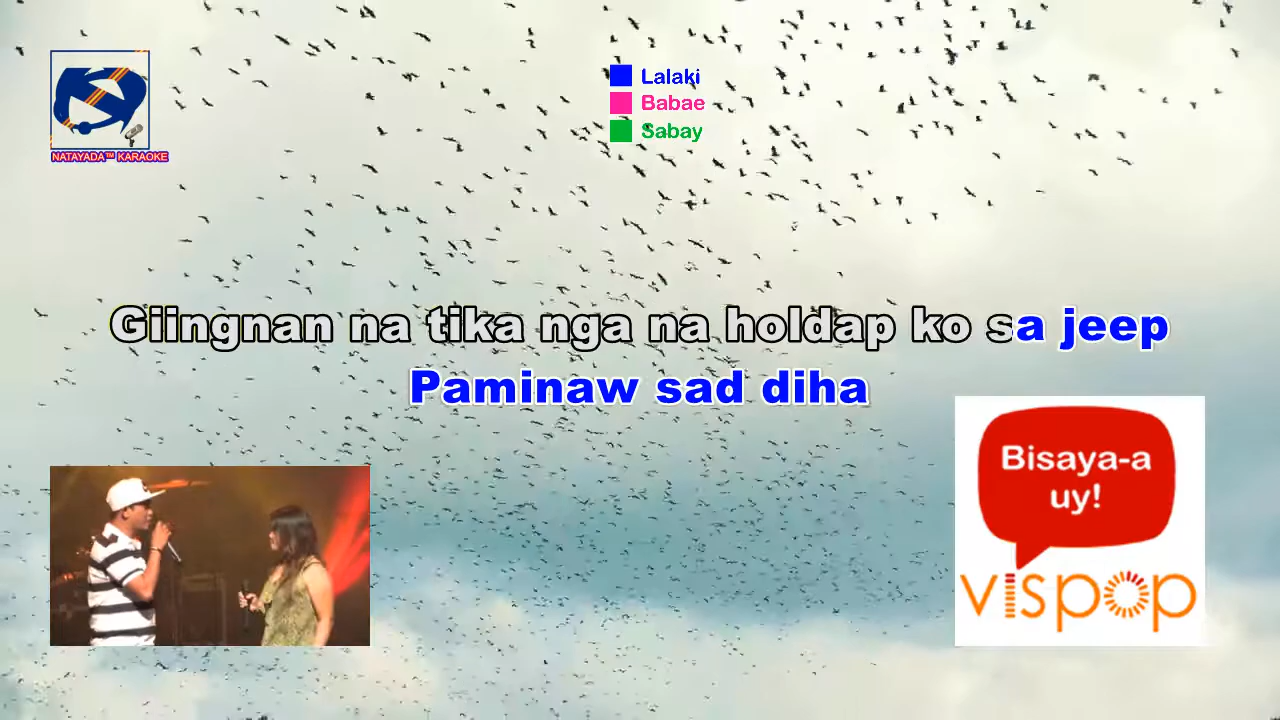 Lalaki
Babae
Sabay
NATAYADA™ KARAOKE
Giingnan na tika nga na holdap ko sa jeep
Paminaw sad diha
Bisaya-a
uy!
vispop